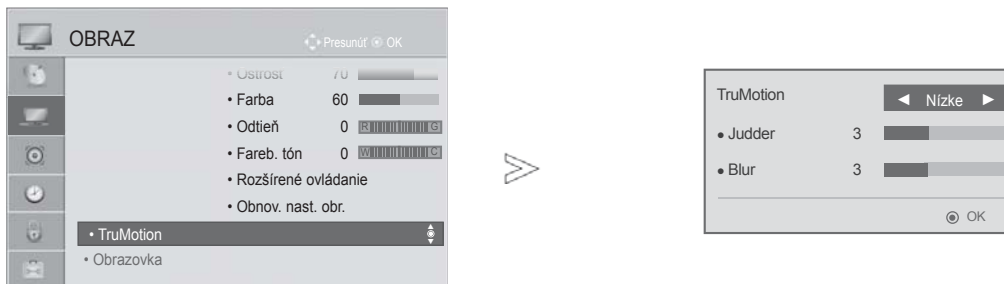 OBRAZ
Presunúť OK
• Ostrosť 70
• Farba 60
• Odtieň 0 R G
• Fareb. tón 0 W C
• Rozšírené ovládanie
• Obnov. nast. obr.
• TruMotion
• Obrazovka
TruMotion ◄ Nízke ►
• Judder 3
• Blur 3
OK